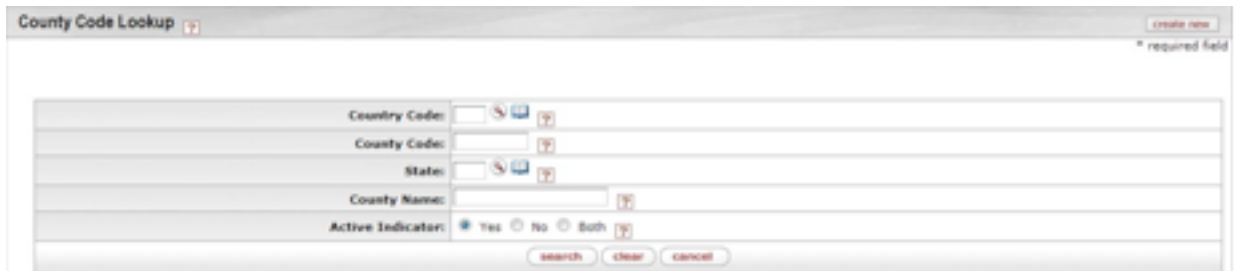 County Code Lookup ?
create new
* required field
Country Code: ?
County Code: ?
State: ?
County Name: ?
Active Indicator: Yes No Both ?
search clear cancel